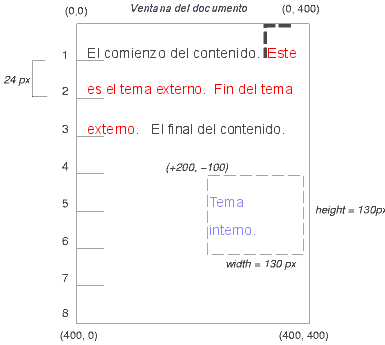 Ventana del documento
(0,0) (0, 400)
1 El comienzo del contenido. Este
24 px
2 es el tema externo. Fin del tema
3 externo. El final del contenido.
4 (+200, –100)
5 Tema
height = 130px
6 interno.
width = 130 px
7
8
(400, 0) (400, 400)